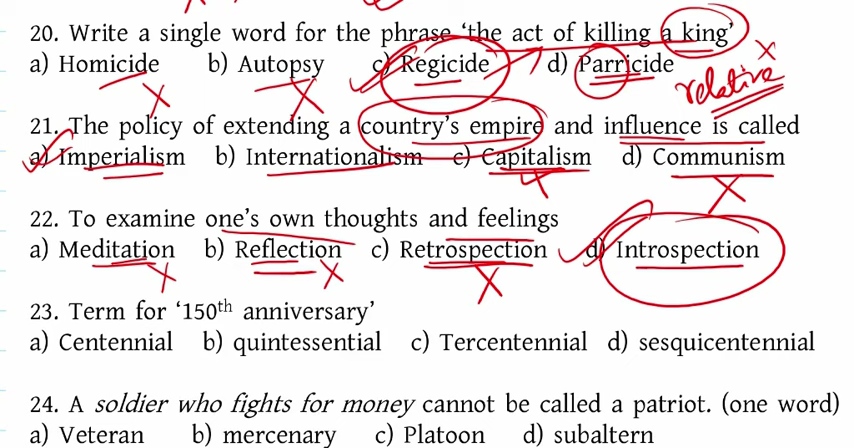 20. Write a single word for the phrase 'the act of killing a king'
a) Homicide b) Autopsy c) Regicide d) Parricide
relative
21. The policy of extending a country's empire and influence is called
a) Imperialism b) Internationalism c) Capitalism d) Communism
22. To examine one's own thoughts and feelings
a) Meditation b) Reflection c) Retrospection d) Introspection
23. Term for '150th anniversary'
a) Centennial b) quintessential c) Tercentennial d) sesquicentennial
24. A soldier who fights for money cannot be called a patriot. (one word)
a) Veteran b) mercenary c) Platoon d) subaltern